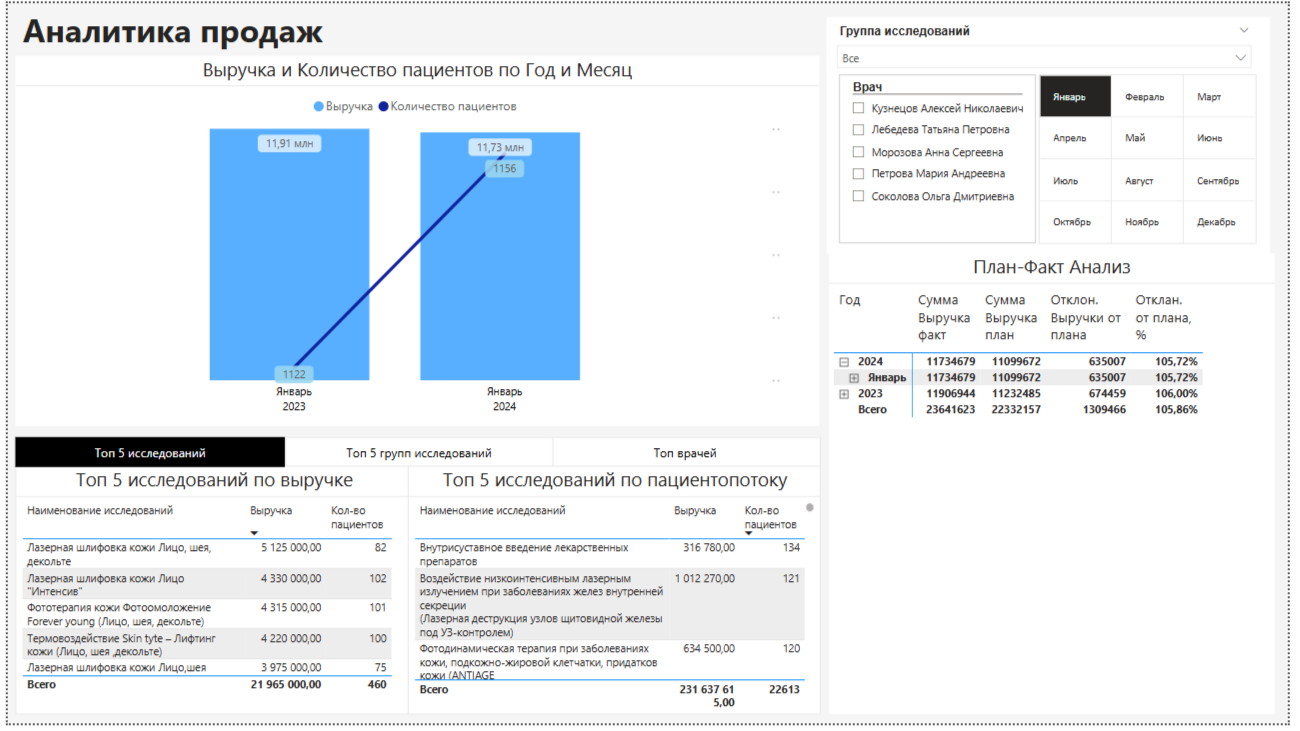 Аналитика продаж
Выручка и Количество пациентов по Год и Месяц
Выручка Количество пациентов
11,91 млн
11,73 млн
1156
1122
Январь
2023
Январь
2024
Группа исследований
Все
Врач
Кузнецов Алексей Николаевич
Лебедева Татьяна Петровна
Морозова Анна Сергеевна
Петрова Мария Андреевна
Соколова Ольга Дмитриевна
Январь Февраль Март
Апрель Май Июнь
Июль Август Сентябрь
Октябрь Ноябрь Декабрь
План-Факт Анализ
Год Сумма Сумма Отклон. Отклан.
Выручка Выручка Выручки от от плана,
факт план плана %
2024 11734679 11099672 635007 105,72%
Январь 11734679 11099672 635007 105,72%
2023 11906944 11232485 674459 106,00%
Всего 23641623 22332157 1309466 105,86%
Топ 5 исследований Топ 5 групп исследований Топ врачей
Топ 5 исследований по выручке
Наименование исследований Выручка Кол-во
пациентов
Лазерная шлифовка кожи Лицо, шея, 5 125 000,00 82
декольте
Лазерная шлифовка кожи Лицо 4 330 000,00 102
"Интенсив"
Фототерапия кожи Фотоомоложение 4 315 000,00 101
Forever young (Лицо, шея, декольте)
Термовоздействие Skin tyte – Лифтинг 4 220 000,00 100
кожи (Лицо, шея ,декольте)
Лазерная шлифовка кожи Лицо,шея 3 975 000,00 75
Всего 21 965 000,00 460
Топ 5 исследований по пациентопотоку
Наименование исследований Выручка Кол-во
пациентов
Внутрисуставное введение лекарственных 316 780,00 134
препаратов
Воздействие низкоинтенсивным лазерным 1 012 270,00 121
излучением при заболеваниях желез внутренней
секреции
(Лазерная деструкция узлов щитовидной железы
под УЗ-контролем)
Фотодинамическая терапия при заболеваниях 634 500,00 120
кожи, подкожно-жировой клетчатки, придатков
кожи (ANTIAGE
Всего 231 637 61 22613
5,00